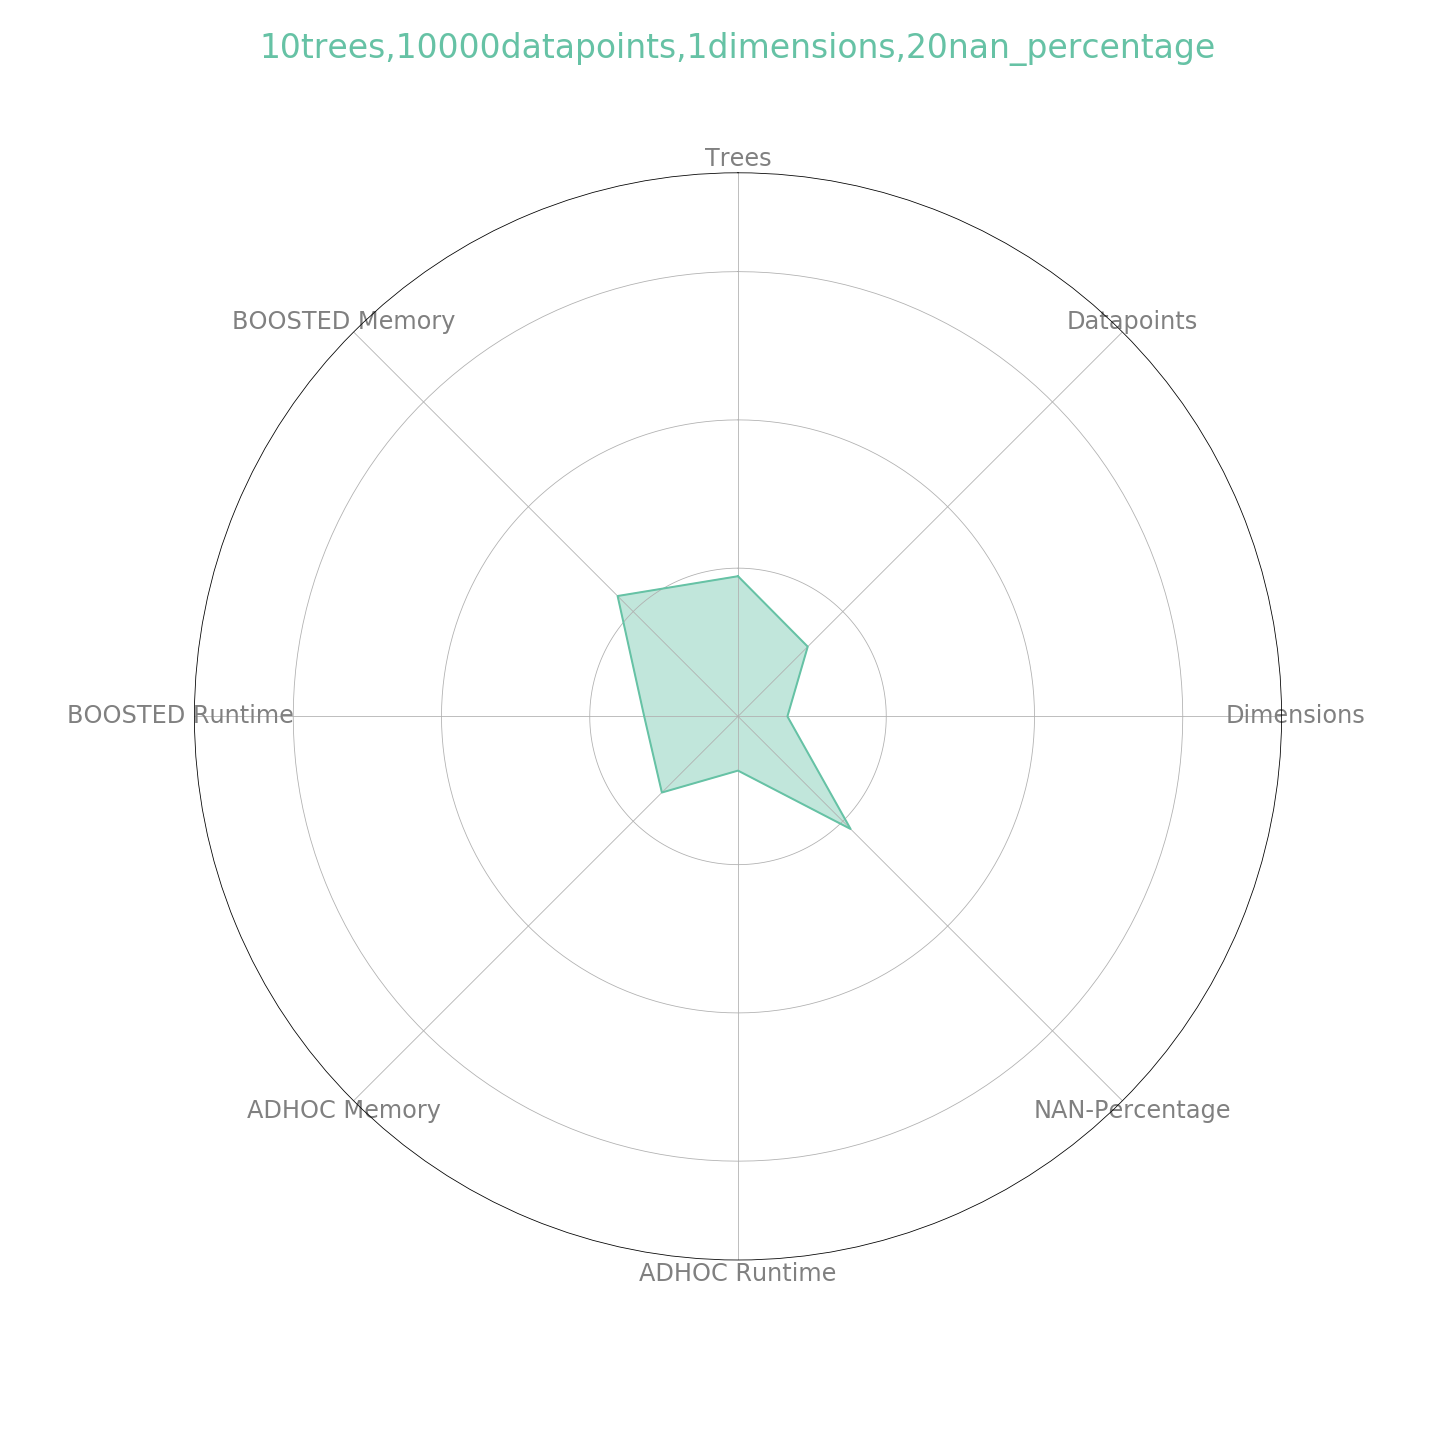 10trees,10000datapoints,1dimensions,20nan_percentage
Trees
BOOSTED Memory
Datapoints
BOOSTED Runtime
Dimensions
ADHOC Memory
NAN-Percentage
ADHOC Runtime